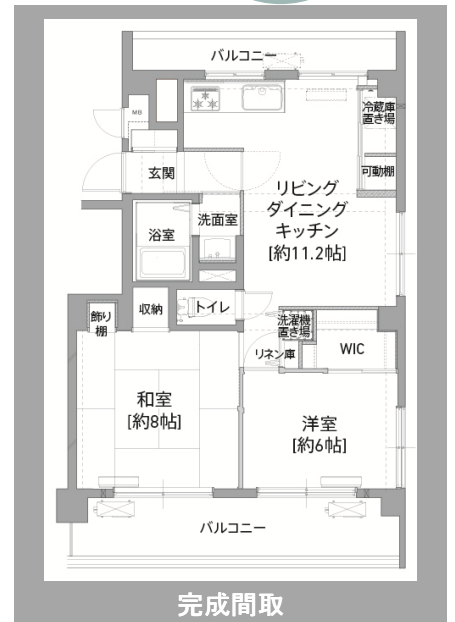 バルコニー
MB
冷蔵庫
置き場
玄関
可動棚
リビング
ダイニング
キッチン
[約11.2帖]
洗面室
浴室
飾り
棚
収納
トイレ
洗濯機
置き場
リネン庫
WIC
和室
[約8帖]
洋室
[約6帖]
バルコニー
完成間取